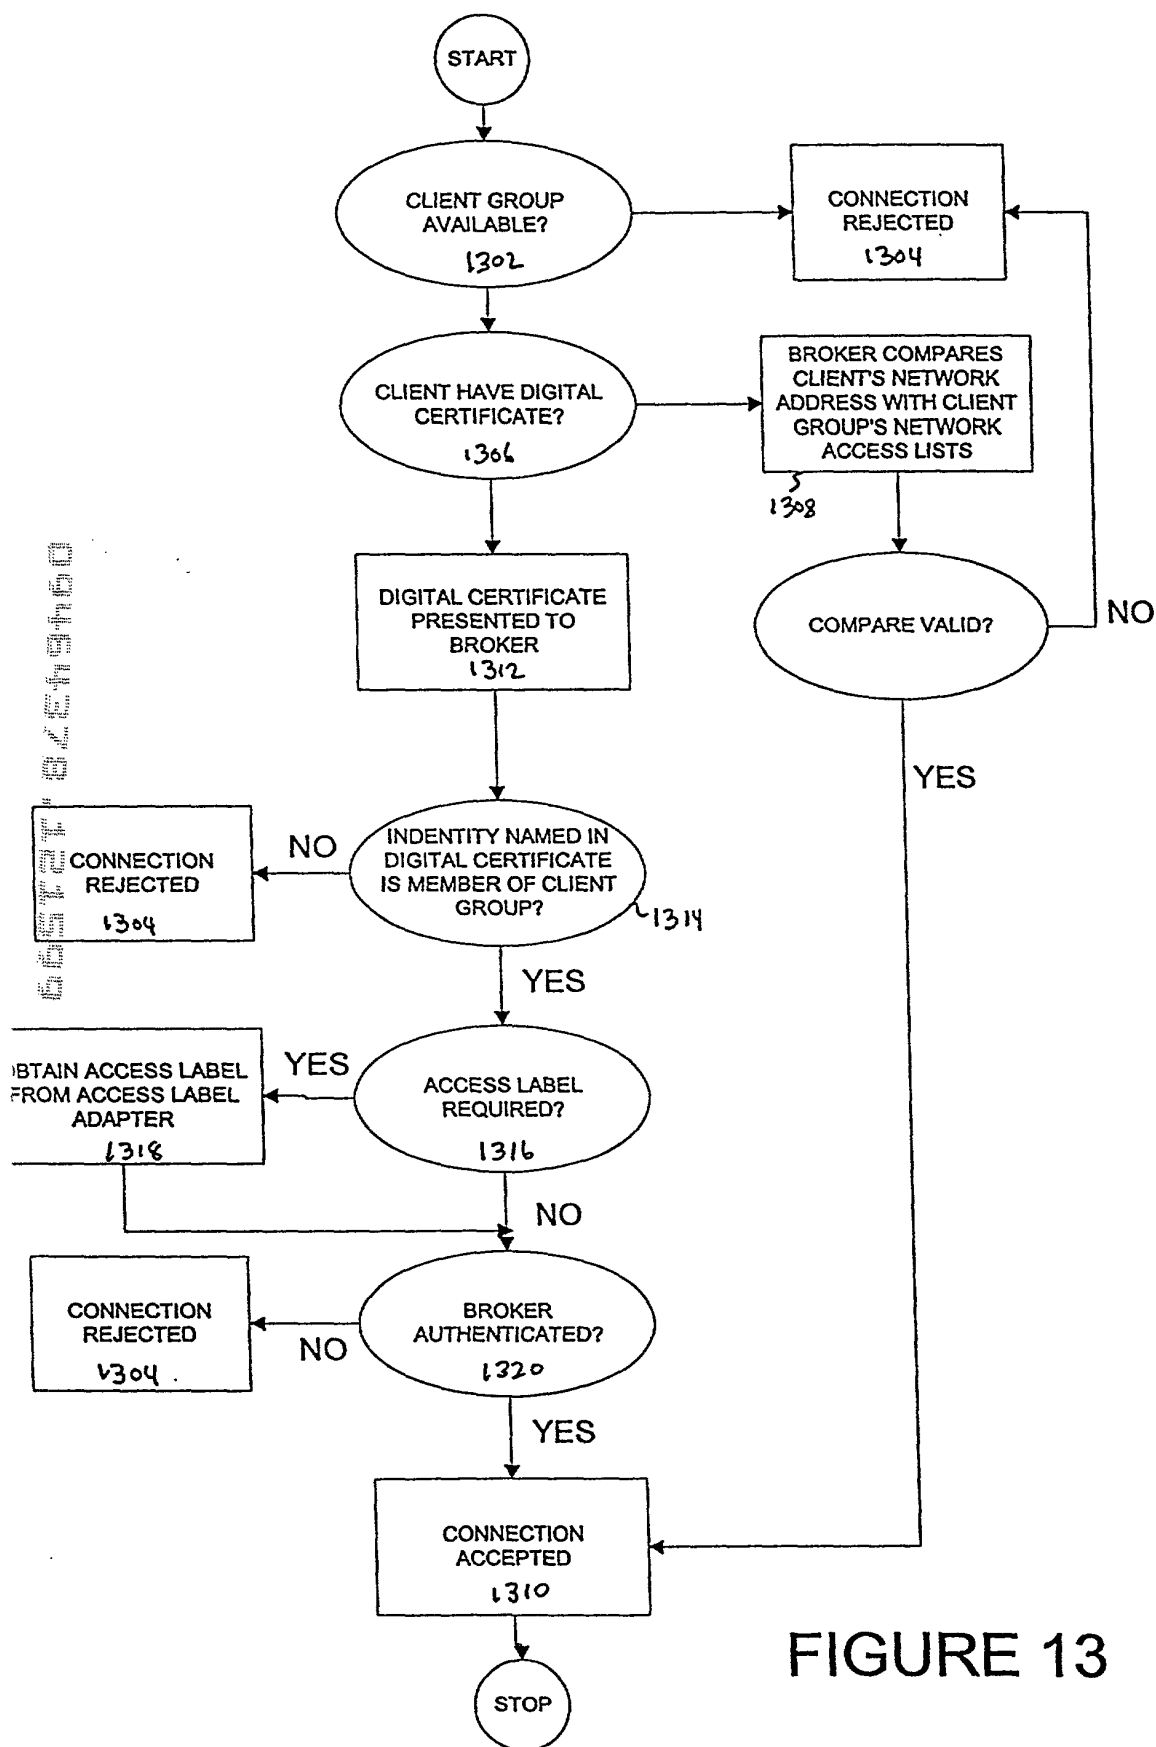 START
CLIENT GROUP
AVAILABLE?
1302
CONNECTION
REJECTED
1304
CLIENT HAVE DIGITAL
CERTIFICATE?
1306
BROKER COMPARES
CLIENT'S NETWORK
ADDRESS WITH CLIENT
GROUP'S NETWORK
ACCESS LISTS
1308
DIGITAL CERTIFICATE
PRESENTED TO
BROKER
1312
COMPARE VALID?
NO
YES
INDENTITY NAMED IN
DIGITAL CERTIFICATE
IS MEMBER OF CLIENT
GROUP?
1314
NO
CONNECTION
REJECTED
1304
YES
ACCESS LABEL
REQUIRED?
1316
YES
BTAIN ACCESS LABEL
FROM ACCESS LABEL
ADAPTER
1318
NO
BROKER
AUTHENTICATED?
1320
NO
CONNECTION
REJECTED
1304
YES
CONNECTION
ACCEPTED
1310
STOP
FIGURE 13